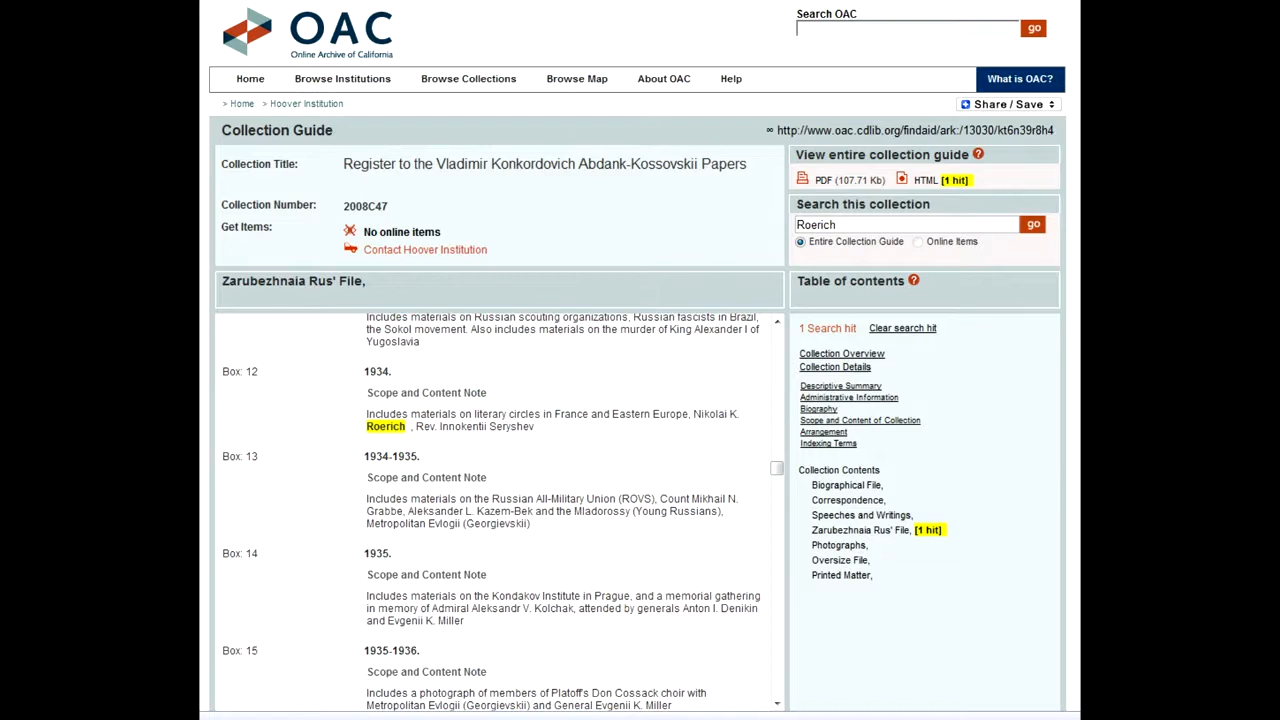 OAC
Online Archive of California
Search OAC
go
Home Browse Institutions Browse Collections Browse Map About OAC Help What is OAC?
> Home > Hoover Institution
Share / Save
Collection Guide
∞ http://www.oac.cdlib.org/findaid/ark:/13030/kt6n39r8h4
Collection Title: Register to the Vladimir Konkordovich Abdank-Kossovskii Papers
Collection Number: 2008C47
Get Items: No online items
Contact Hoover Institution
View entire collection guide ?
PDF (107.71 Kb) HTML [1 hit]
Search this collection
Roerich go
Entire Collection Guide Online Items
Zarubezhnaia Rus' File,
Includes materials on Russian scouting organizations, Russian fascists in Brazil,
the Sokol movement. Also includes materials on the murder of King Alexander I of
Yugoslavia
Box: 12 1934.
Scope and Content Note
Includes materials on literary circles in France and Eastern Europe, Nikolai K.
Roerich , Rev. Innokentii Seryshev
Box: 13 1934-1935.
Scope and Content Note
Includes materials on the Russian All-Military Union (ROVS), Count Mikhail N.
Grabbe, Aleksander L. Kazem-Bek and the Mladorossy (Young Russians),
Metropolitan Evlogii (Georgievskii)
Box: 14 1935.
Scope and Content Note
Includes materials on the Kondakov Institute in Prague, and a memorial gathering
in memory of Admiral Aleksandr V. Kolchak, attended by generals Anton I. Denikin
and Evgenii K. Miller
Box: 15 1935-1936.
Scope and Content Note
Includes a photograph of members of Platoff's Don Cossack choir with
Metropolitan Evlogii (Georgievskii) and General Evgenii K. Miller
Table of contents ?
1 Search hit Clear search hit
Collection Overview
Collection Details
Descriptive Summary
Administrative Information
Biography
Scope and Content of Collection
Arrangement
Indexing Terms
Collection Contents
Biographical File,
Correspondence,
Speeches and Writings,
Zarubezhnaia Rus' File, [1 hit]
Photographs,
Oversize File,
Printed Matter,